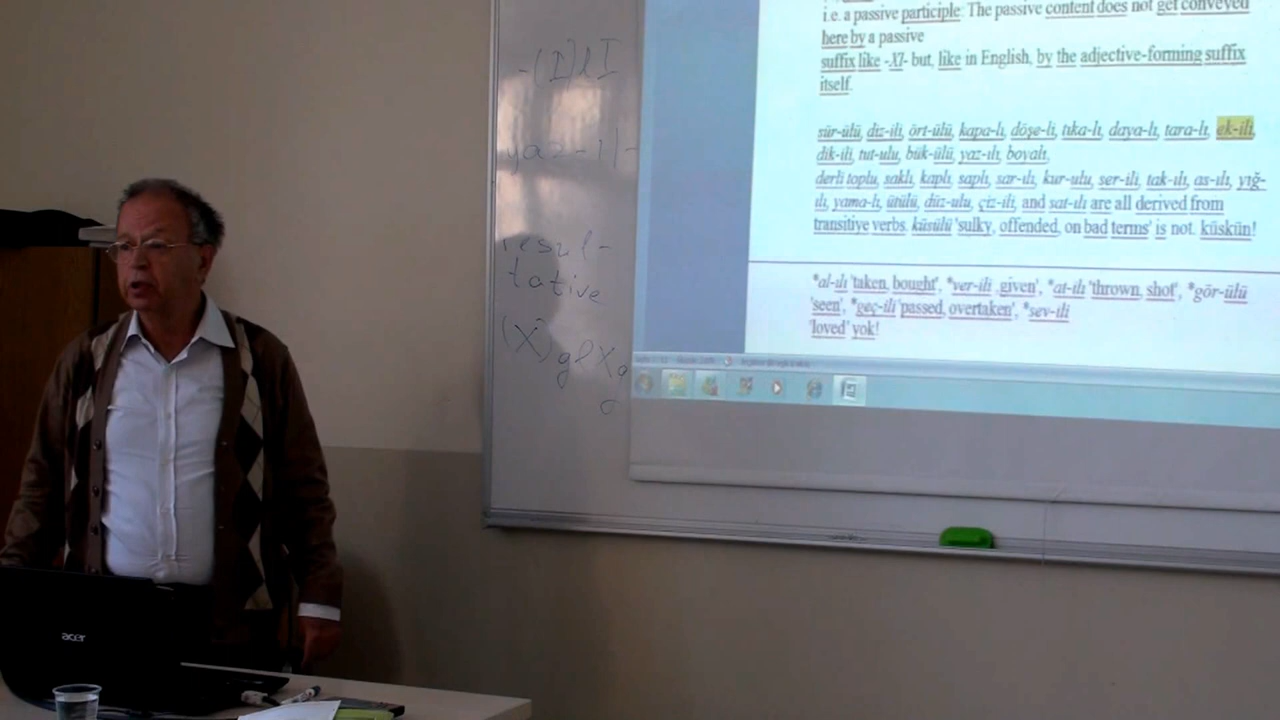 i.e. a passive participle. The passive content does not get conveyed
here by a passive
suffix like -X1- but, like in English, by the adjective-forming suffix
itself.
sür-ülü, diz-ili, ört-ülü, kapa-lı, döşe-li, tıka-lı, daya-lı, tara-lı, ek-ili,
dik-ili, tut-ulu, bük-ülü, yaz-ılı, boyalı,
derli toplu, saklı, kaplı, saplı, sar-ılı, kur-ulu, ser-ili, tak-ılı, as-ılı, yığ-
ılı, yama-lı, ütülü, düz-ulu, çiz-ili, and sat-ılı are all derived from
transitive verbs. küsülü 'sulky, offended, on bad terms' is not. küskün!
*al-ılı 'taken, bought', *ver-ili ,given', *at-ılı 'thrown, shot', *gör-ülü
'seen', *geç-ili 'passed, overtaken', *sev-ili
'loved' yok!
-(I)lI
yaz-ıl-
resul-
tative
(X)glX
acer